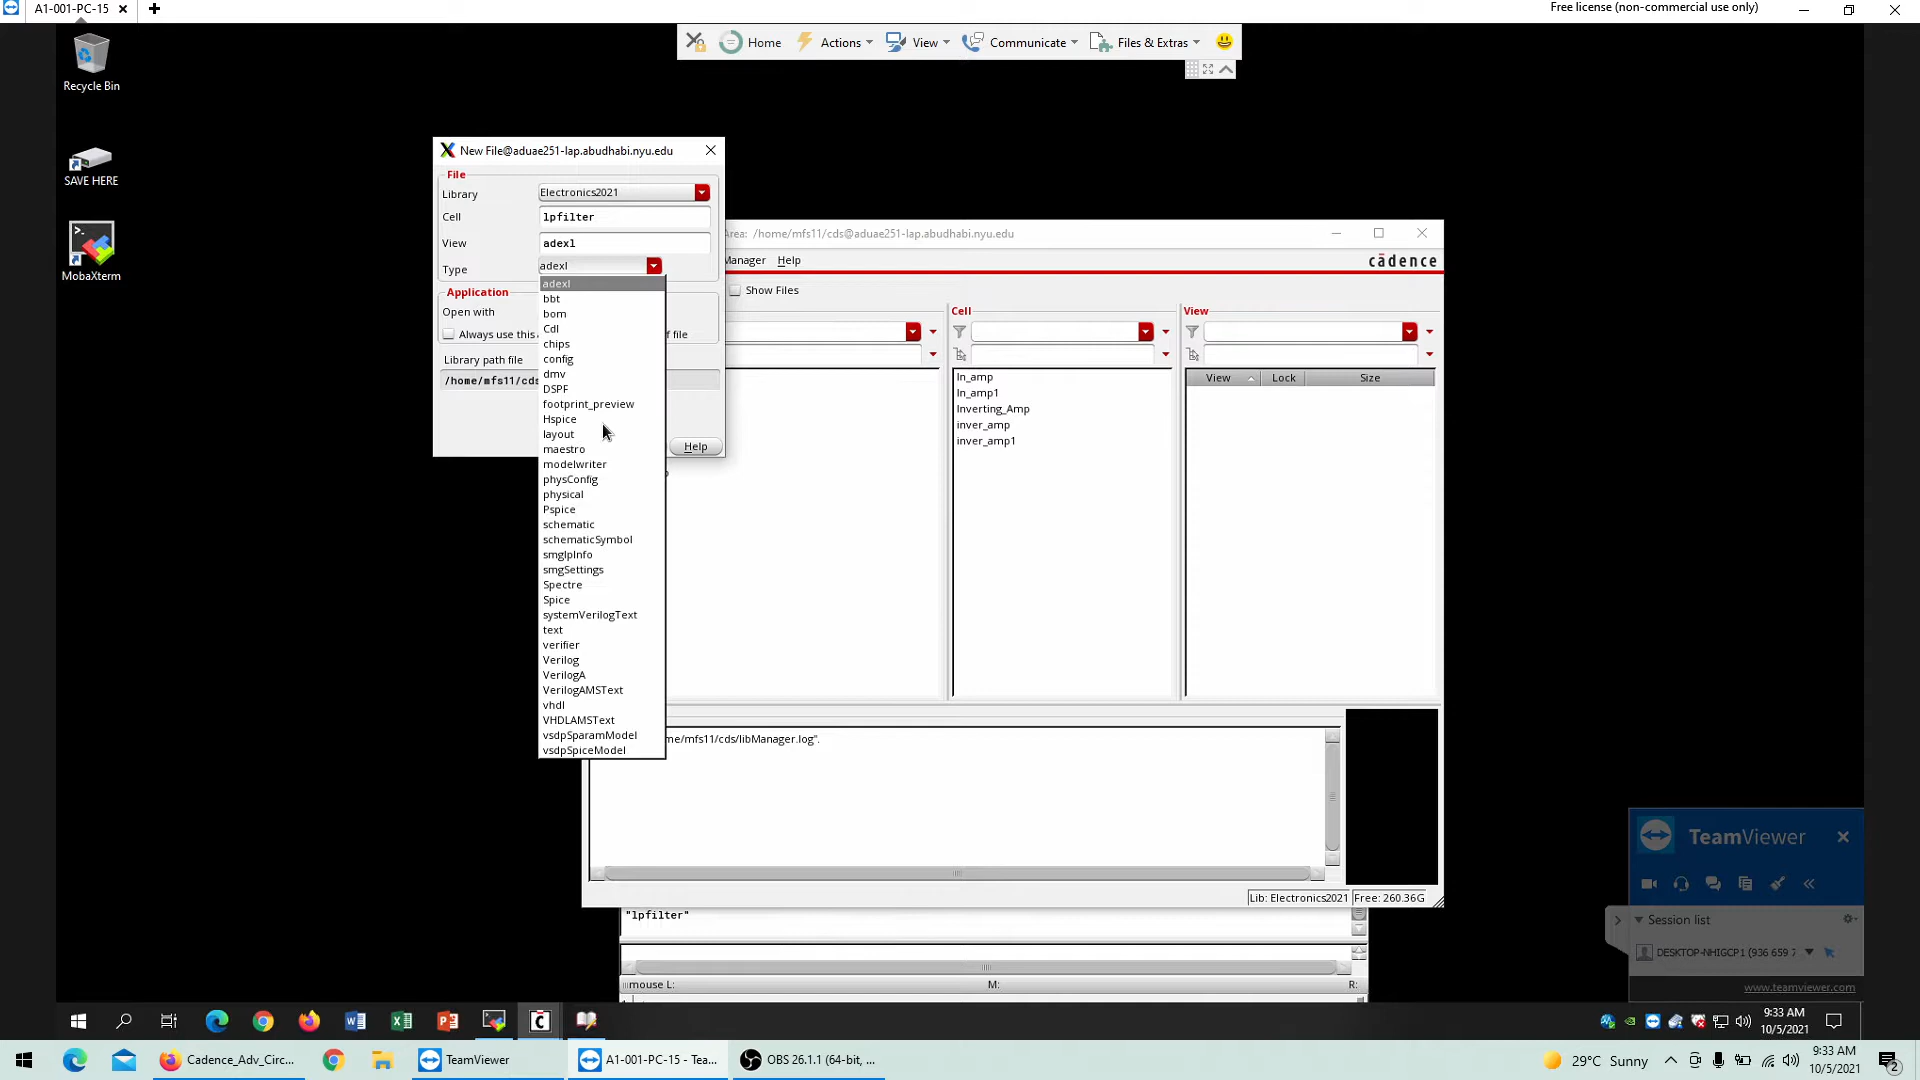 A1-001-PC-15
Free license (non-commercial use only)
Home
Actions
View
Communicate
Files & Extras
Recycle Bin
SAVE HERE
MobaXterm
New File@aduae251-lap.abudhabi.nyu.edu
File
Library
Electronics2021
Cell
lpfilter
View
adexl
Type
adexl
Application
Open with
Always use this a
f file
Library path file
/home/mfs11/cds
Help
adexl
bbt
bom
Cdl
chips
config
dmv
DSPF
footprint_preview
Hspice
layout
maestro
modelwriter
physConfig
physical
Pspice
schematic
schematicSymbol
smgIpInfo
smgSettings
Spectre
Spice
systemVerilogText
text
verifier
Verilog
VerilogA
VerilogAMSText
vhdl
VHDLAMSText
vsdpSparamModel
vsdpSpiceModel
Area: /home/mfs11/cds@aduae251-lap.abudhabi.nyu.edu
Manager Help
cādence
Show Files
Cell
View
View Lock Size
In_amp
In_amp1
Inverting_Amp
inver_amp
inver_amp1
me/mfs11/cds/libManager.log".
Lib: Electronics2021 Free: 260.36G
"lpfilter"
mouse L: M: R:
TeamViewer
Session list
DESKTOP-NHIGCP1 (936 659 7
www.teamviewer.com
9:33 AM
10/5/2021
Cadence_Adv_Circ...
TeamViewer
A1-001-PC-15 - Tea...
OBS 26.1.1 (64-bit, ...
29°C Sunny
9:33 AM
10/5/2021
2